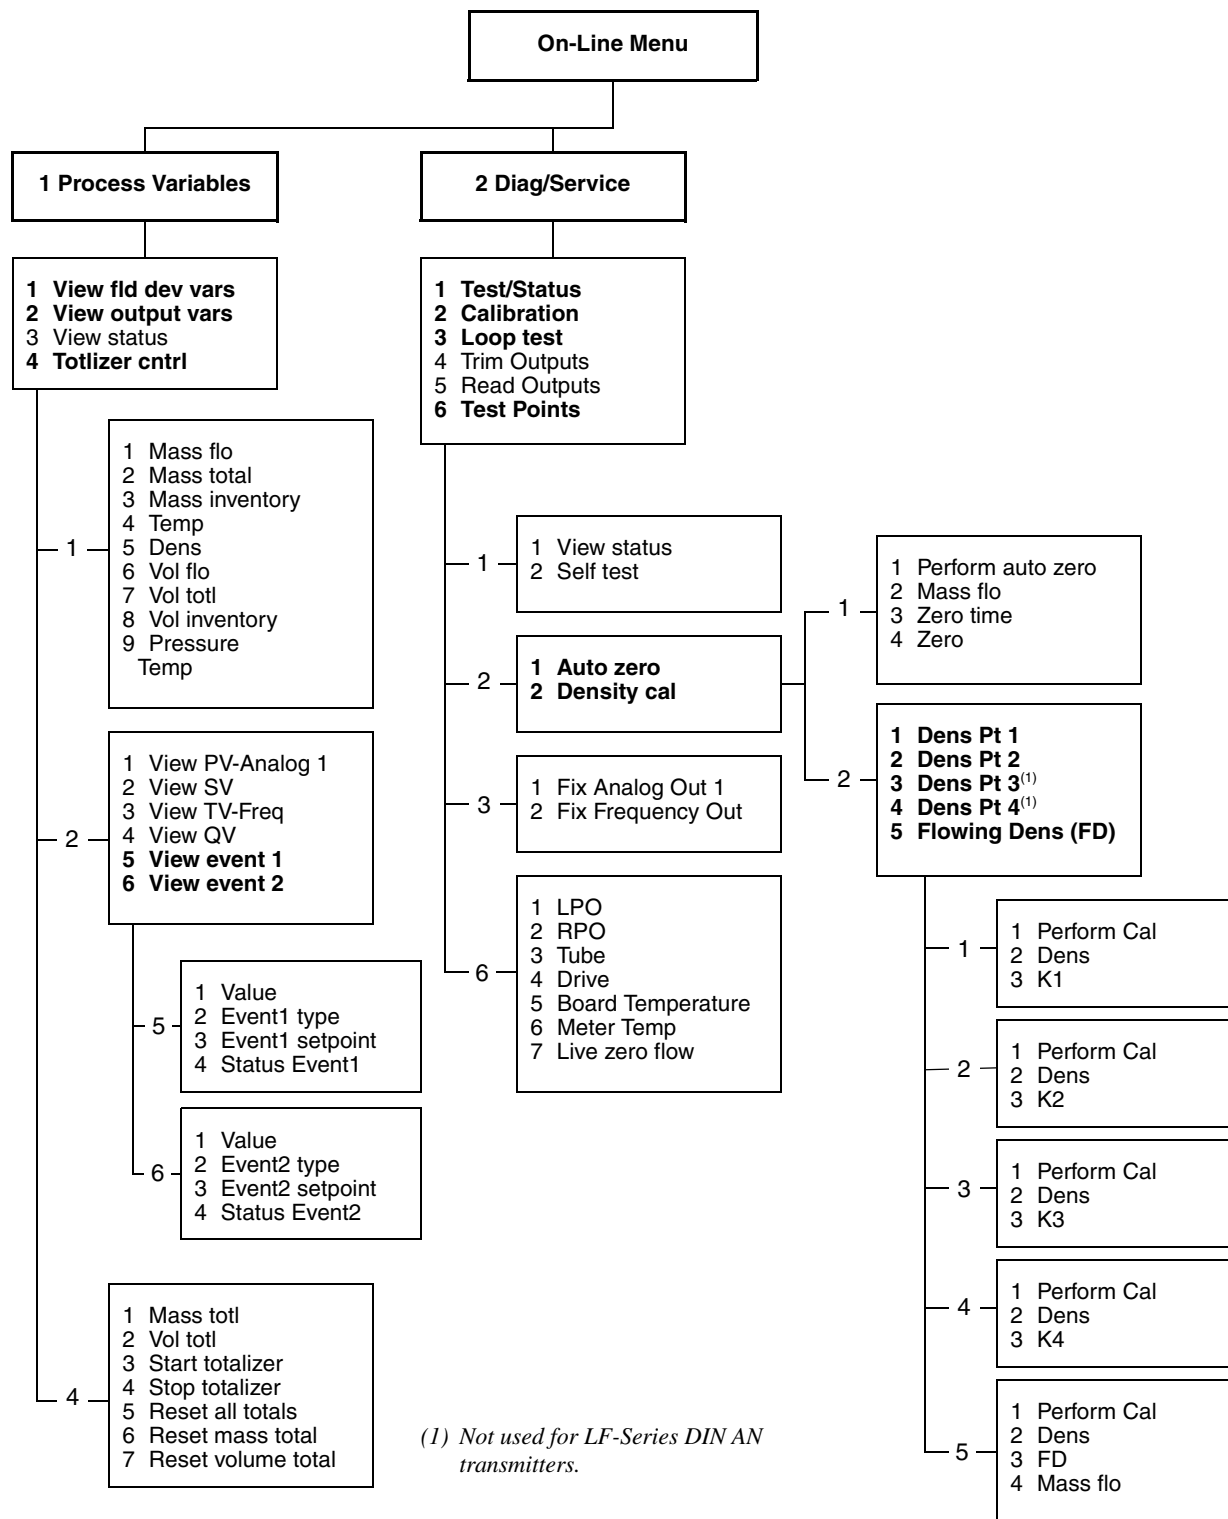 On-Line Menu
1 Process Variables
1 View fld dev vars
2 View output vars
3 View status
4 Totlizer cntrl
1
1 Mass flo
2 Mass total
3 Mass inventory
4 Temp
5 Dens
6 Vol flo
7 Vol totl
8 Vol inventory
9 Pressure
Temp
2
1 View PV-Analog 1
2 View SV
3 View TV-Freq
4 View QV
5 View event 1
6 View event 2
5
1 Value
2 Event1 type
3 Event1 setpoint
4 Status Event1
6
1 Value
2 Event2 type
3 Event2 setpoint
4 Status Event2
4
1 Mass totl
2 Vol totl
3 Start totalizer
4 Stop totalizer
5 Reset all totals
6 Reset mass total
7 Reset volume total
2 Diag/Service
1 Test/Status
2 Calibration
3 Loop test
4 Trim Outputs
5 Read Outputs
6 Test Points
1
1 View status
2 Self test
2
1 Auto zero
2 Density cal
1
1 Perform auto zero
2 Mass flo
3 Zero time
4 Zero
2
1 Dens Pt 1
2 Dens Pt 2
3 Dens Pt 3(1)
4 Dens Pt 4(1)
5 Flowing Dens (FD)
1
1 Perform Cal
2 Dens
3 K1
2
1 Perform Cal
2 Dens
3 K2
3
1 Perform Cal
2 Dens
3 K3
4
1 Perform Cal
2 Dens
3 K4
5
1 Perform Cal
2 Dens
3 FD
4 Mass flo
3
1 Fix Analog Out 1
2 Fix Frequency Out
6
1 LPO
2 RPO
3 Tube
4 Drive
5 Board Temperature
6 Meter Temp
7 Live zero flow
(1) Not used for LF-Series DIN AN
transmitters.